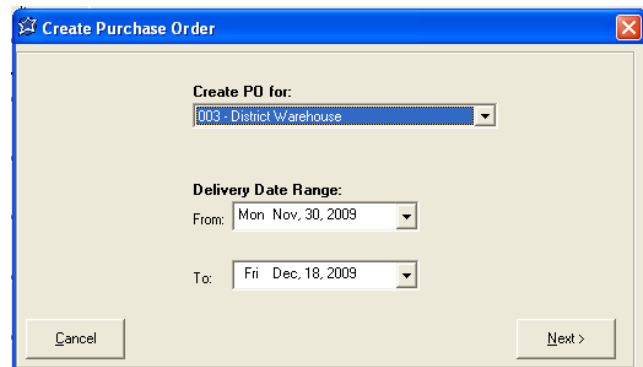 Create Purchase Order
Create PO for:
003 - District Warehouse
Delivery Date Range:
From: Mon Nov, 30, 2009
To: Fri Dec, 18, 2009
Cancel
Next >